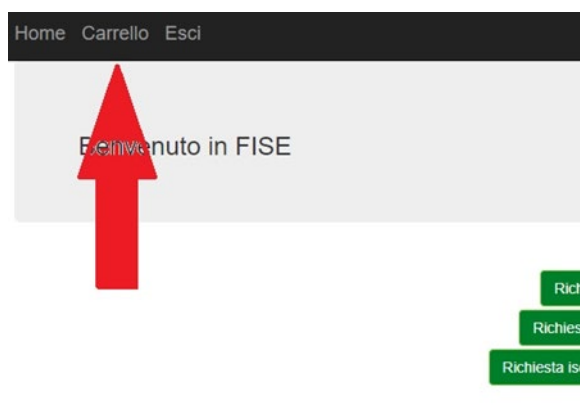 Home Carrello Esci
Benvenuto in FISE
Rich
Richies
Richiesta is